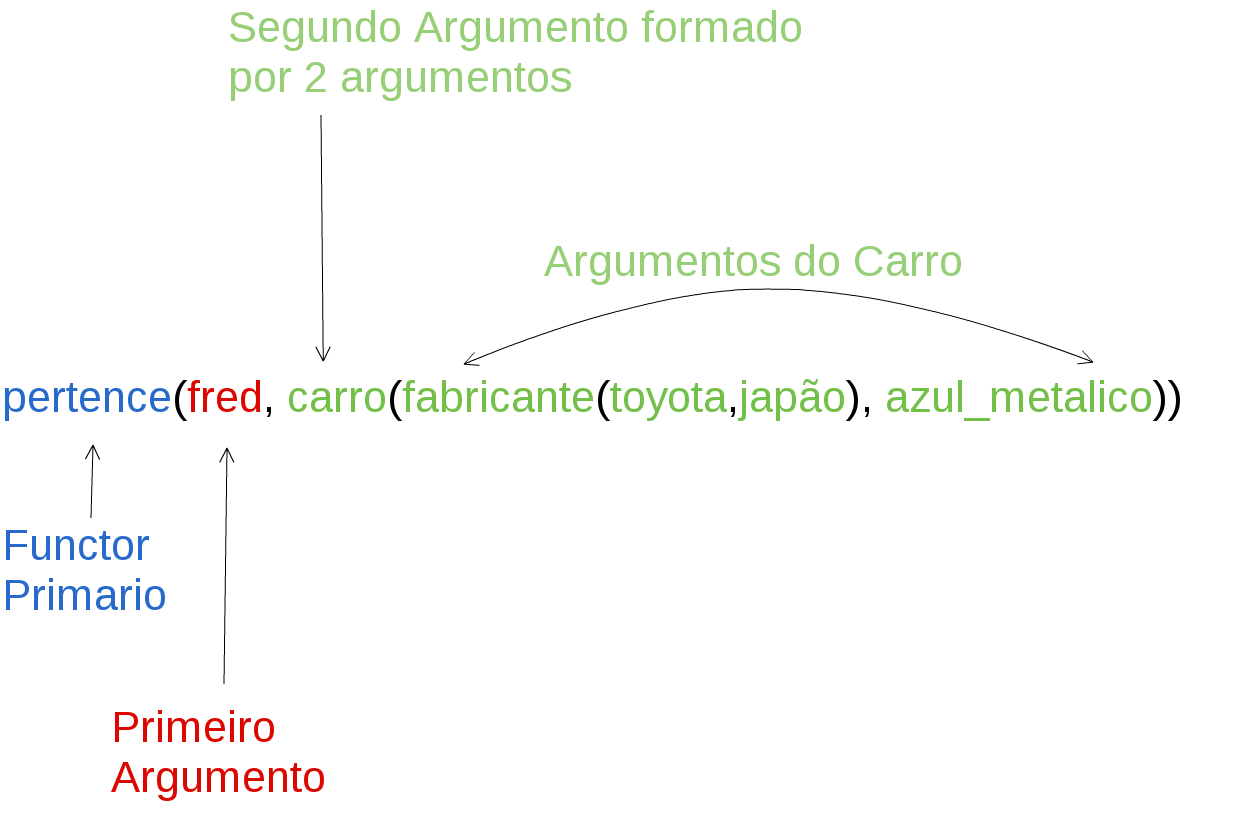 Segundo Argumento formado
por 2 argumentos
Argumentos do Carro
pertence(fred, carro(fabricante(toyota,japão), azul_metalico))
Functor
Primario
Primeiro
Argumento